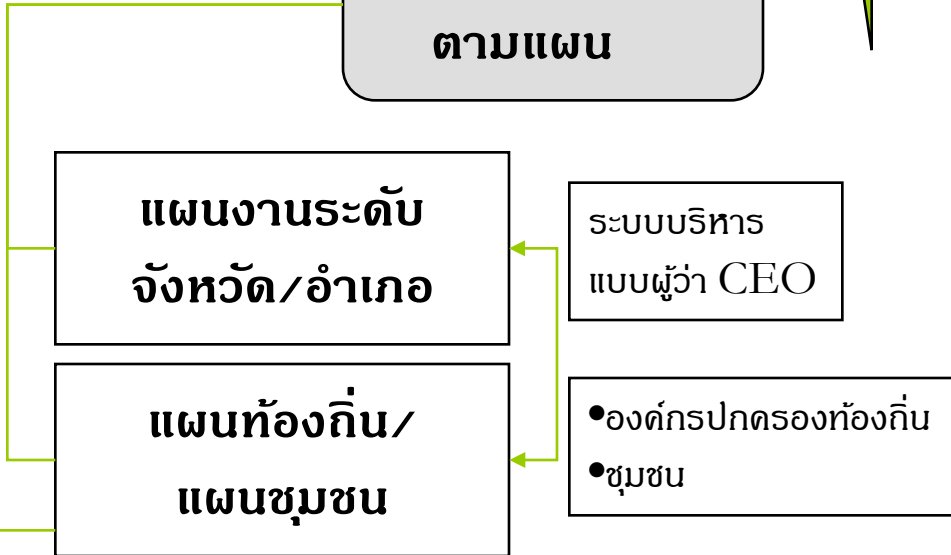 ตามแผน
แผนงานระดับ
จังหวัด/อำเภอ
ระบบบริหาร
แบบผู้ว่า CEO
แผนท้องถิ่น/
แผนชุมชน
•องค์กรปกครองท้องถิ่น
•ชุมชน